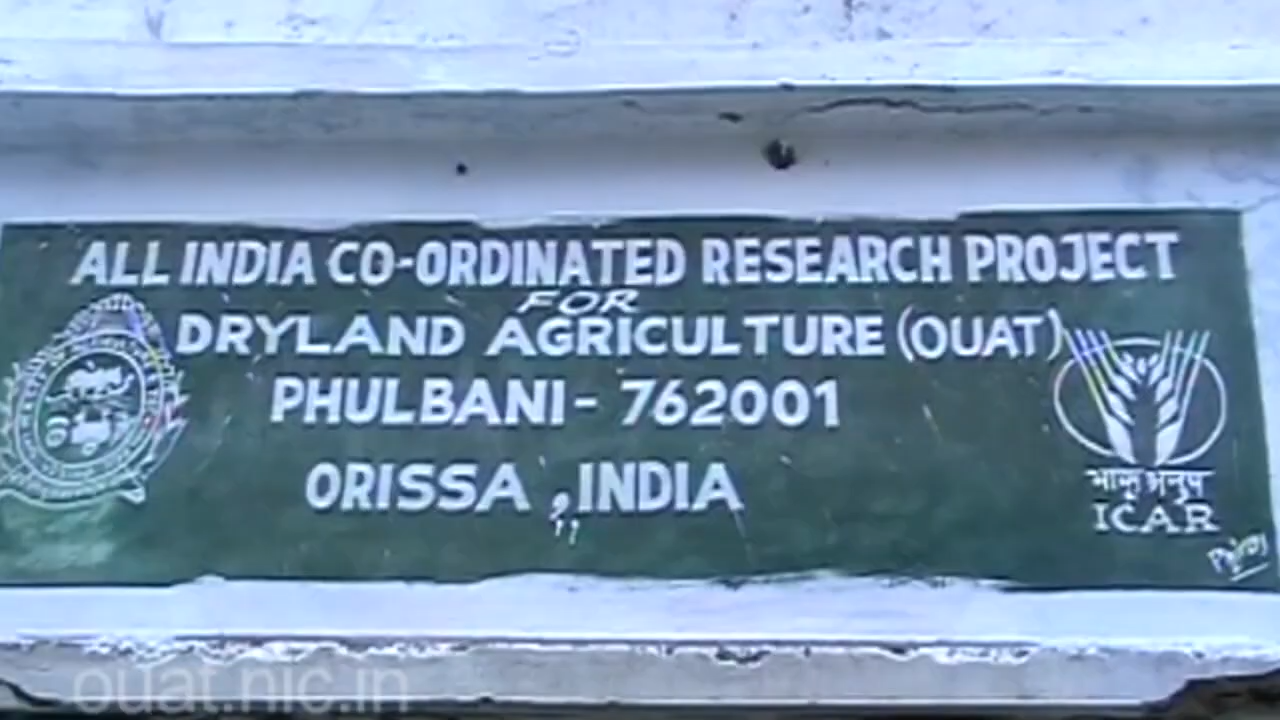 ALL INDIA CO-ORDINATED RESEARCH PROJECT
FOR
DRYLAND AGRICULTURE (OUAT)
PHULBANI - 762001
ORISSA, INDIA
भाकृअनुप
ICAR
ouat.nic.in